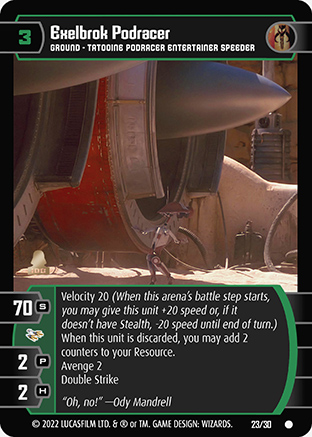 3
Exelbrok Podracer
GROUND - TATOOINE PODRACER ENTERTAINER SPEEDER
70 S
Velocity 20 (When this arena's battle step starts,
you may give this unit +20 speed or, if it
doesn't have Stealth, -20 speed until end of turn.)
When this unit is discarded, you may add 2
counters to your Resource.
2 P
Avenge 2
Double Strike
2 H
"Oh, no!" —Ody Mandrell
© 2022 LUCASFILM LTD. & ® or TM. GAME DESIGN: WIZARDS.
23/30